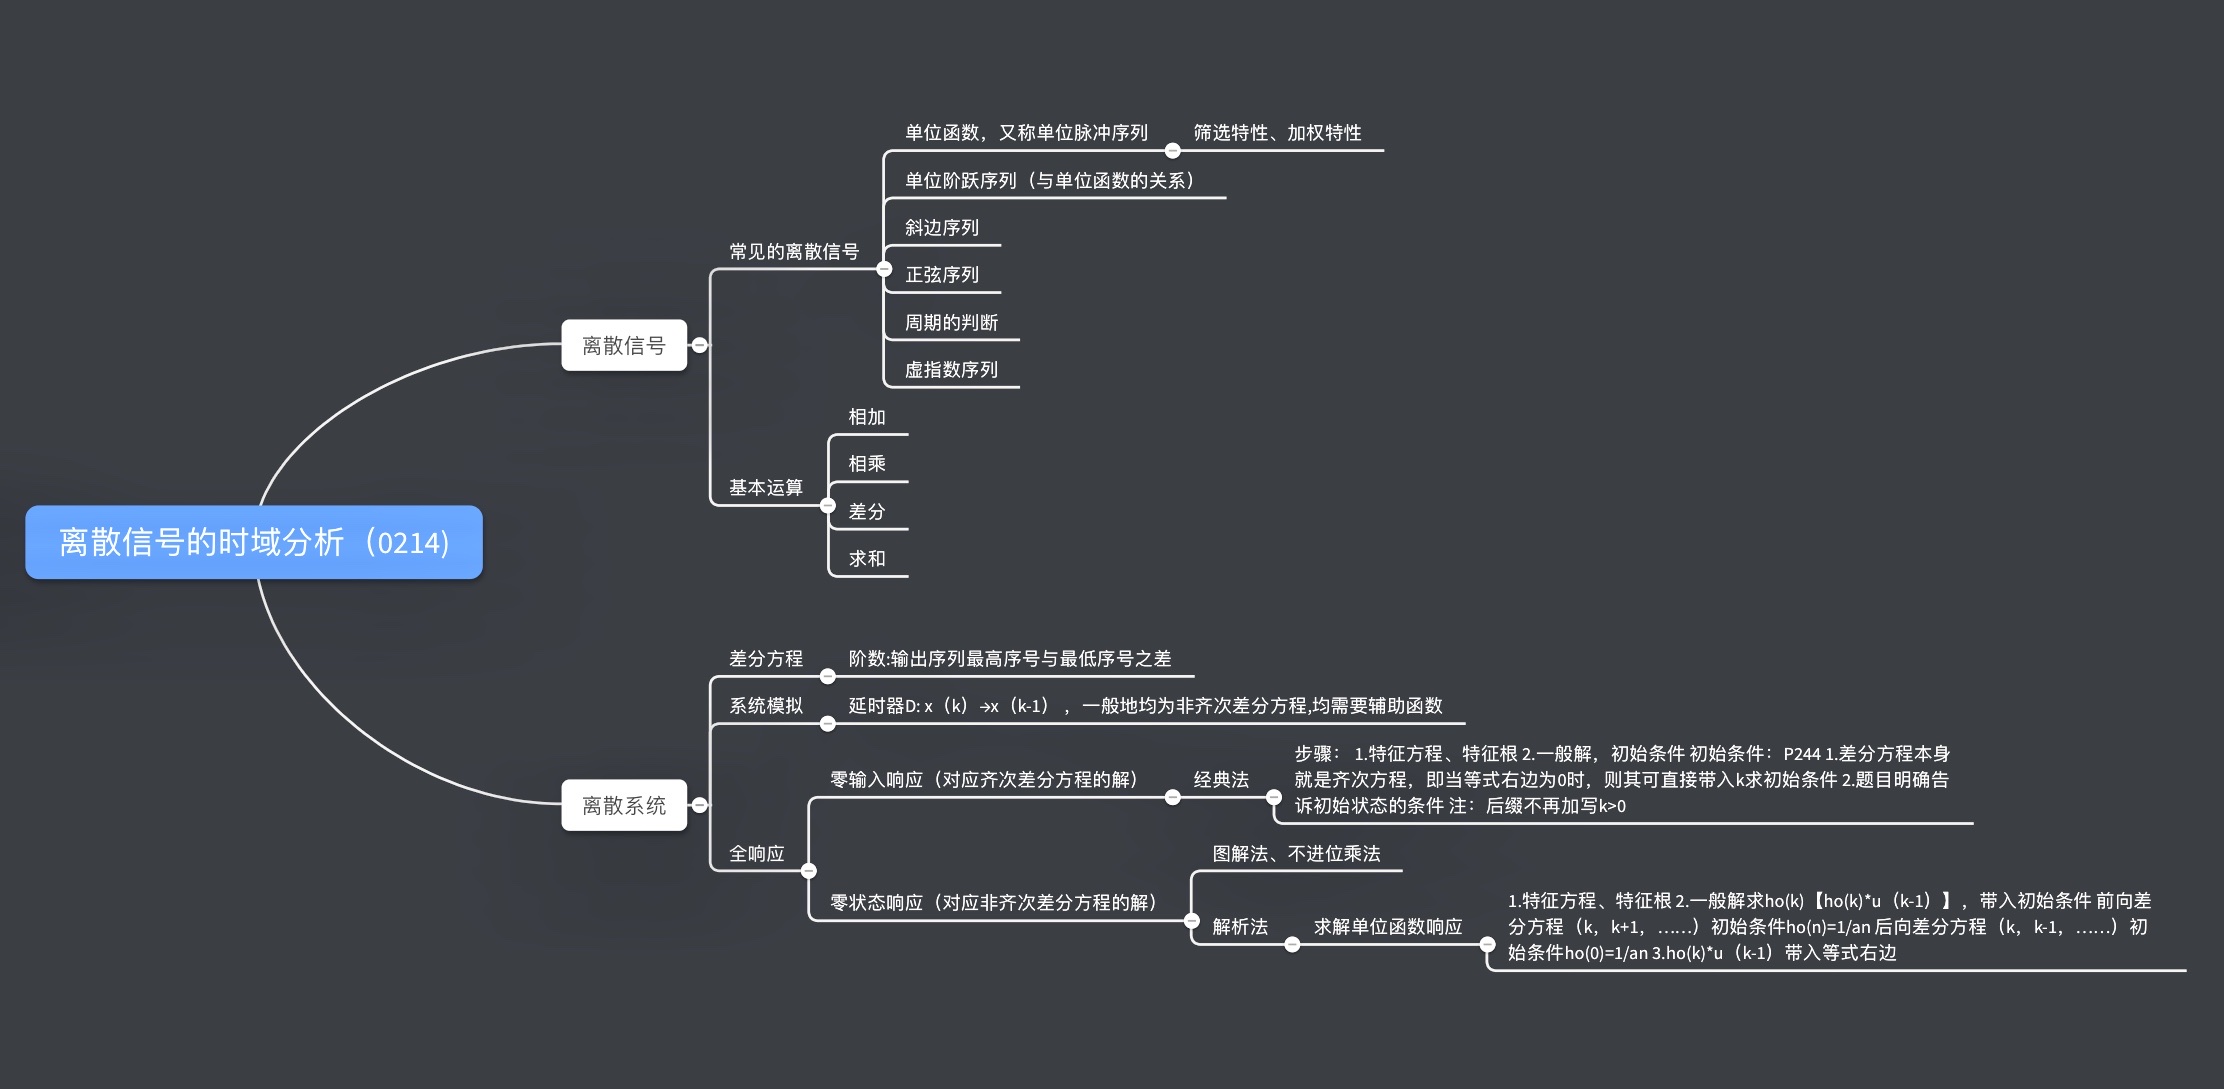 离散信号的时域分析（0214)
离散信号
常见的离散信号
单位函数，又称单位脉冲序列
筛选特性、加权特性
单位阶跃序列（与单位函数的关系）
斜边序列
正弦序列
周期的判断
虚指数序列
基本运算
相加
相乘
差分
求和
离散系统
差分方程
阶数:输出序列最高序号与最低序号之差
系统模拟
延时器D: x（k）→x（k-1） ，一般地均为非齐次差分方程,均需要辅助函数
全响应
零输入响应（对应齐次差分方程的解）
经典法
步骤： 1.特征方程、特征根 2.一般解，初始条件 初始条件：P244 1.差分方程本身
就是齐次方程，即当等式右边为0时，则其可直接带入k求初始条件 2.题目明确告
诉初始状态的条件 注：后缀不再加写k>0
零状态响应（对应非齐次差分方程的解）
图解法、不进位乘法
解析法
求解单位函数响应
1.特征方程、特征根 2.一般解求ho(k)【ho(k)*u（k-1）】，带入初始条件 前向差
分方程（k，k+1，……）初始条件ho(n)=1/an 后向差分方程（k，k-1，……）初
始条件ho(0)=1/an 3.ho(k)*u（k-1）带入等式右边